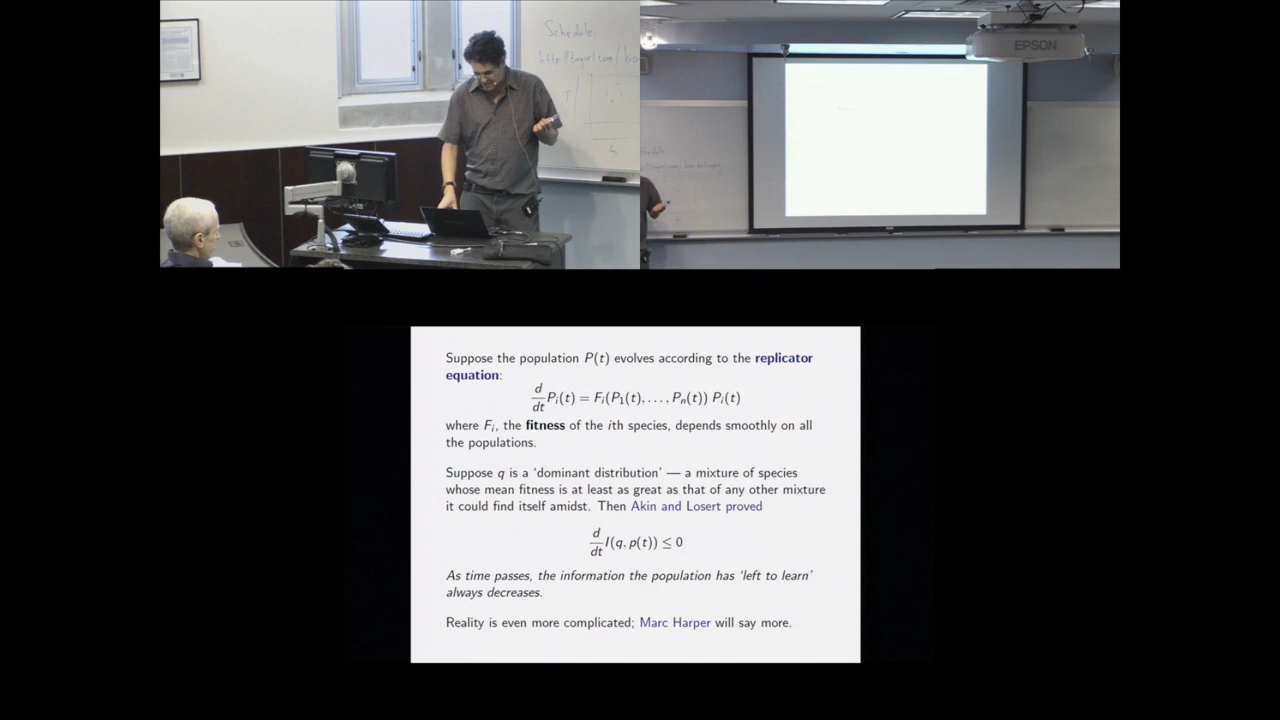 Schedule:
EPSON
Suppose the population P(t) evolves according to the replicator
equation:
d/dt P_i(t) = F_i(P_1(t), . . . , P_n(t)) P_i(t)
where F_i, the fitness of the ith species, depends smoothly on all
the populations.
Suppose q is a ‘dominant distribution’ — a mixture of species
whose mean fitness is at least as great as that of any other mixture
it could find itself amidst. Then Akin and Losert proved
d/dt I(q, p(t)) ≤ 0
As time passes, the information the population has ‘left to learn’
always decreases.
Reality is even more complicated; Marc Harper will say more.